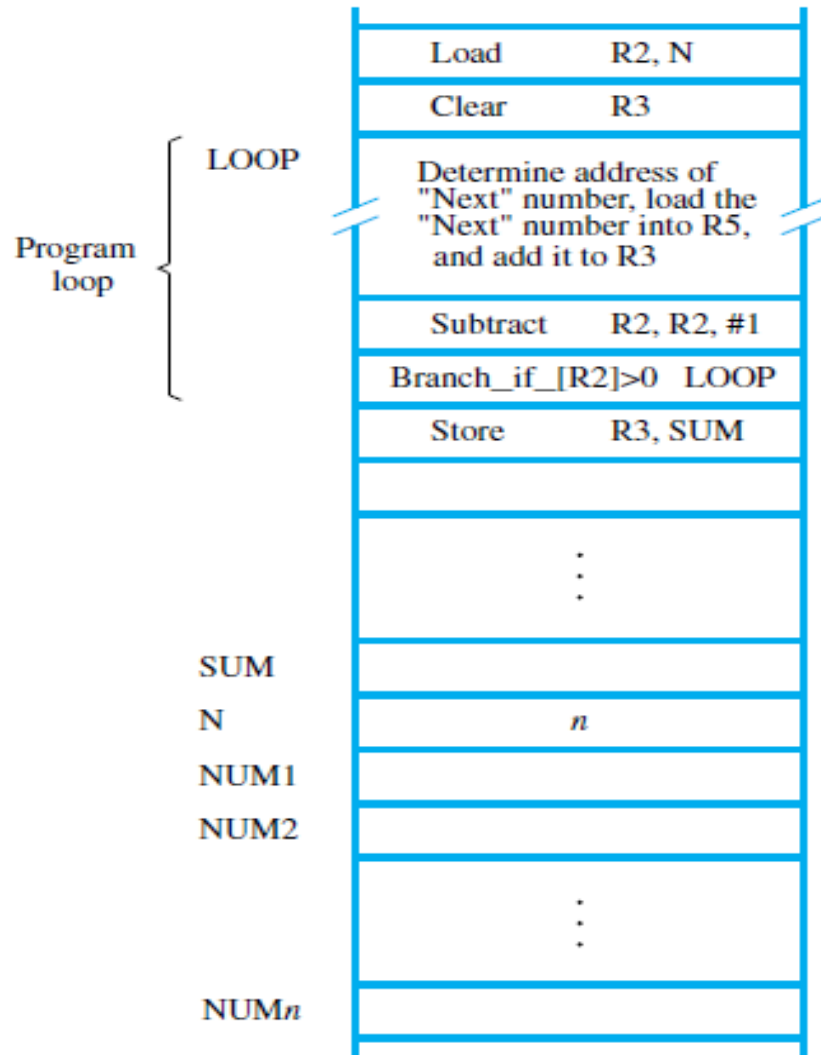 Load R2, N
Clear R3
LOOP
Determine address of
"Next" number, load the
"Next" number into R5,
and add it to R3
Program
loop
Subtract R2, R2, #1
Branch_if_[R2]>0 LOOP
Store R3, SUM
SUM
N n
NUM1
NUM2
NUMn